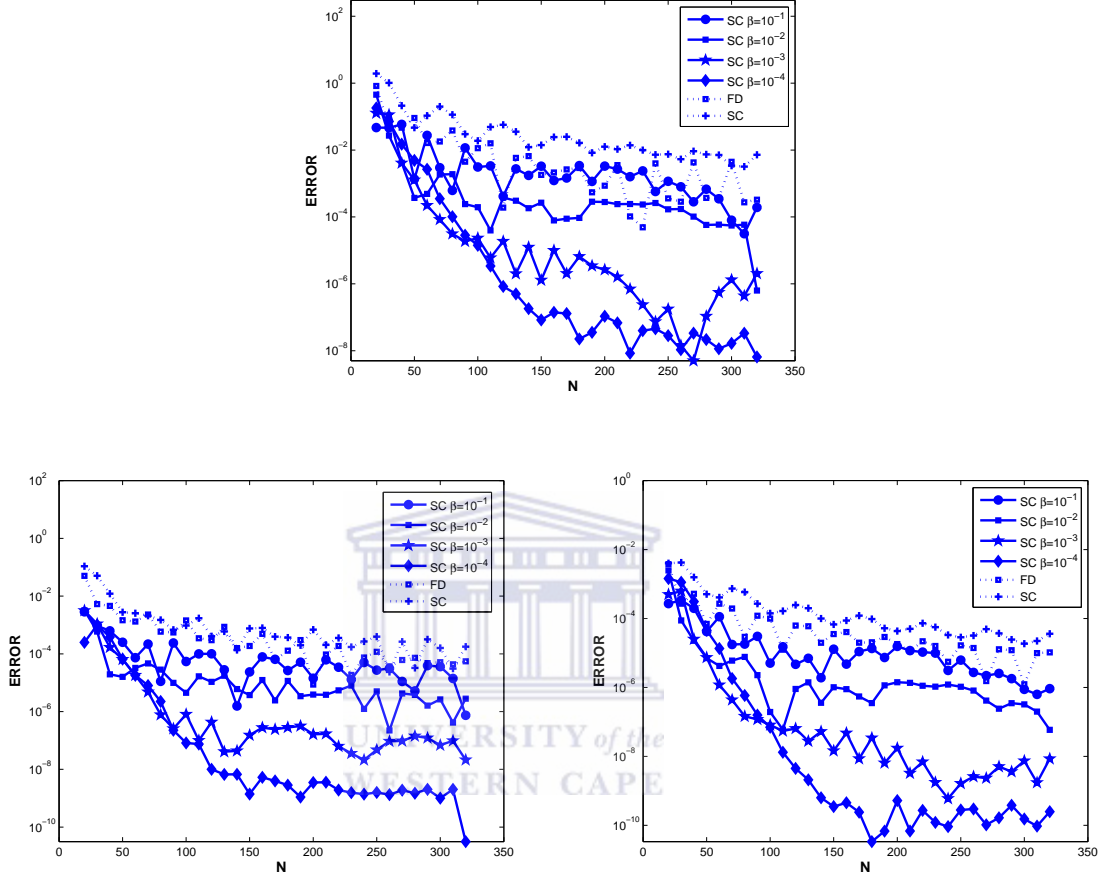 10^2
10^0
10^-2
10^-4
10^-6
10^-8
ERROR
0 50 100 150 200 250 300 350
N
SC β=10^-1
SC β=10^-2
SC β=10^-3
SC β=10^-4
FD
SC
10^2
10^0
10^-2
10^-4
10^-6
10^-8
10^-10
ERROR
0 50 100 150 200 250 300 350
N
SC β=10^-1
SC β=10^-2
SC β=10^-3
SC β=10^-4
FD
SC
10^0
10^-2
10^-4
10^-6
10^-8
10^-10
ERROR
0 50 100 150 200 250 300 350
N
SC β=10^-1
SC β=10^-2
SC β=10^-3
SC β=10^-4
FD
SC
UNIVERSITY of the
WESTERN CAPE